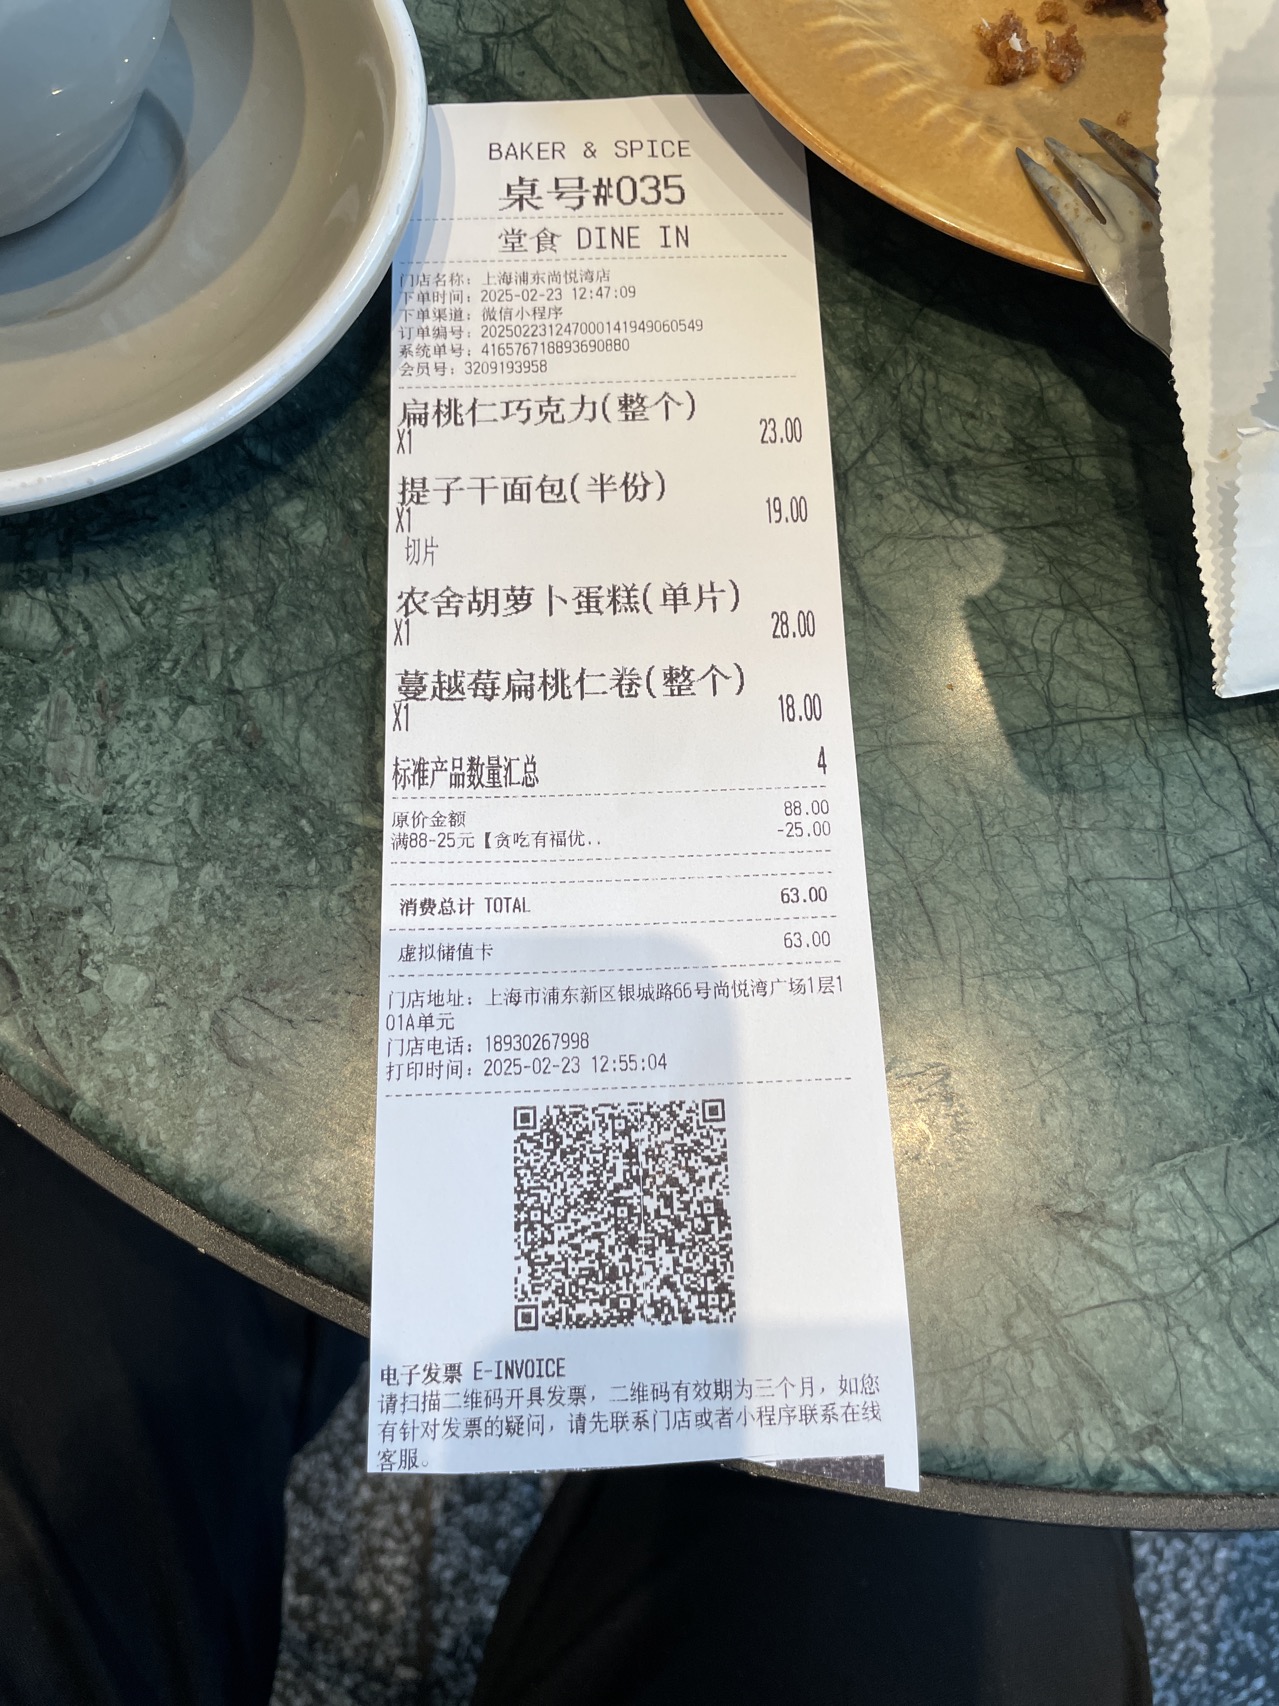 BAKER & SPICE
桌号#035
堂食 DINE IN
门店名称: 上海浦东尚悦湾店
下单时间: 2025-02-23 12:47:09
下单渠道: 微信小程序
订单编号: 202502231247000141949060549
系统单号: 416576718893690880
会员号: 3209193958
扁桃仁巧克力(整个)
X1 23.00
提子干面包(半份)
X1 19.00
切片
农舍胡萝卜蛋糕(单片)
X1 28.00
蔓越莓扁桃仁卷(整个)
X1 18.00
标准产品数量汇总 4
原价金额 88.00
满88-25元【贪吃有福优.. -25.00
消费总计 TOTAL 63.00
虚拟储值卡 63.00
门店地址: 上海市浦东新区银城路66号尚悦湾广场1层1
01A单元
门店电话: 18930267998
打印时间: 2025-02-23 12:55:04
电子发票 E-INVOICE
请扫描二维码开具发票, 二维码有效期为三个月, 如您
有针对发票的疑问, 请先联系门店或者小程序联系在线
客服。